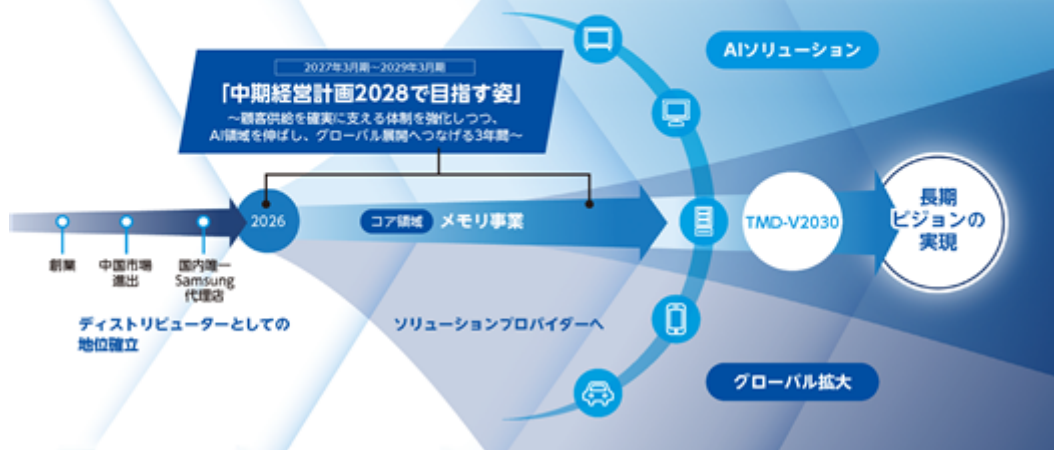 2027年3月期~2029年3月期
「中期経営計画2028で目指す姿」
~顧客供給を確実に支える体制を強化しつつ、
AI領域を伸ばし、グローバル展開へつなげる3年間~
AIソリューション
2026
コア領域 メモリ事業
TMD-V2030
長期
ビジョンの
実現
創業
中国市場
進出
国内唯一
Samsung
代理店
ディストリビューターとしての
地位確立
ソリューションプロバイダーへ
グローバル拡大